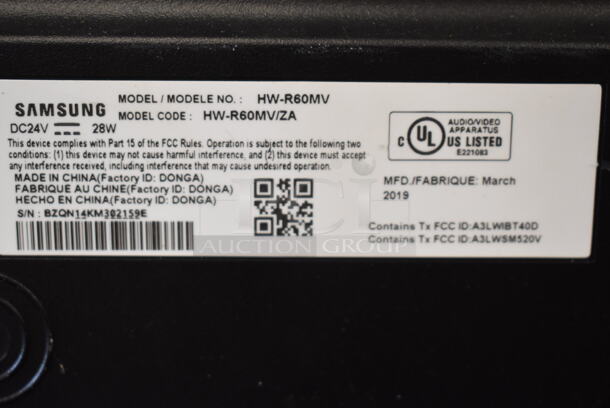 SAMSUNG
MODEL / MODELE NO. : HW-R60MV
MODEL CODE : HW-R60MV/ZA
DC24V 28W
This device complies with Part 15 of the FCC Rules. Operation is subject to the following two
conditions: (1) this device may not cause harmful interference, and (2) this device must accept
any interference received, including interference that may cause undesired operation.
MADE IN CHINA(Factory ID: DONGA)
FABRIQUE AU CHINE(Factory ID: DONGA)
HECHO EN CHINA(Factory ID: DONGA)
S/N : BZQN14KM302159E
C UL US LISTED
AUDIO/VIDEO
APPARATUS
E221083
MFD./FABRIQUE: March
2019
Contains Tx FCC ID:A3LWIBT40D
Contains Tx FCC ID:A3LWSM520V
AUCTION GROUP